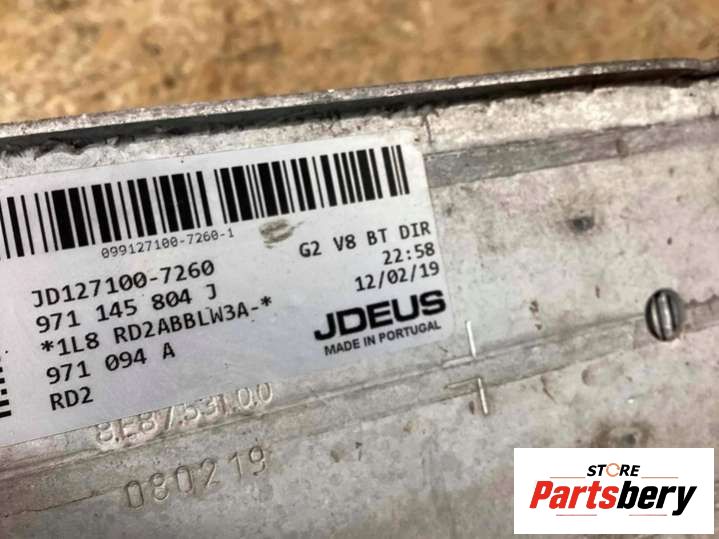 099127100-7260-1
JD127100-7260
971 145 804 J
*1L8 RD2ABBLW3A-*
971 094 A
RD2
G2 V8 BT DIR
22:58
12/02/19
JDEUS
MADE IN PORTUGAL
080219
STORE
Partsbery